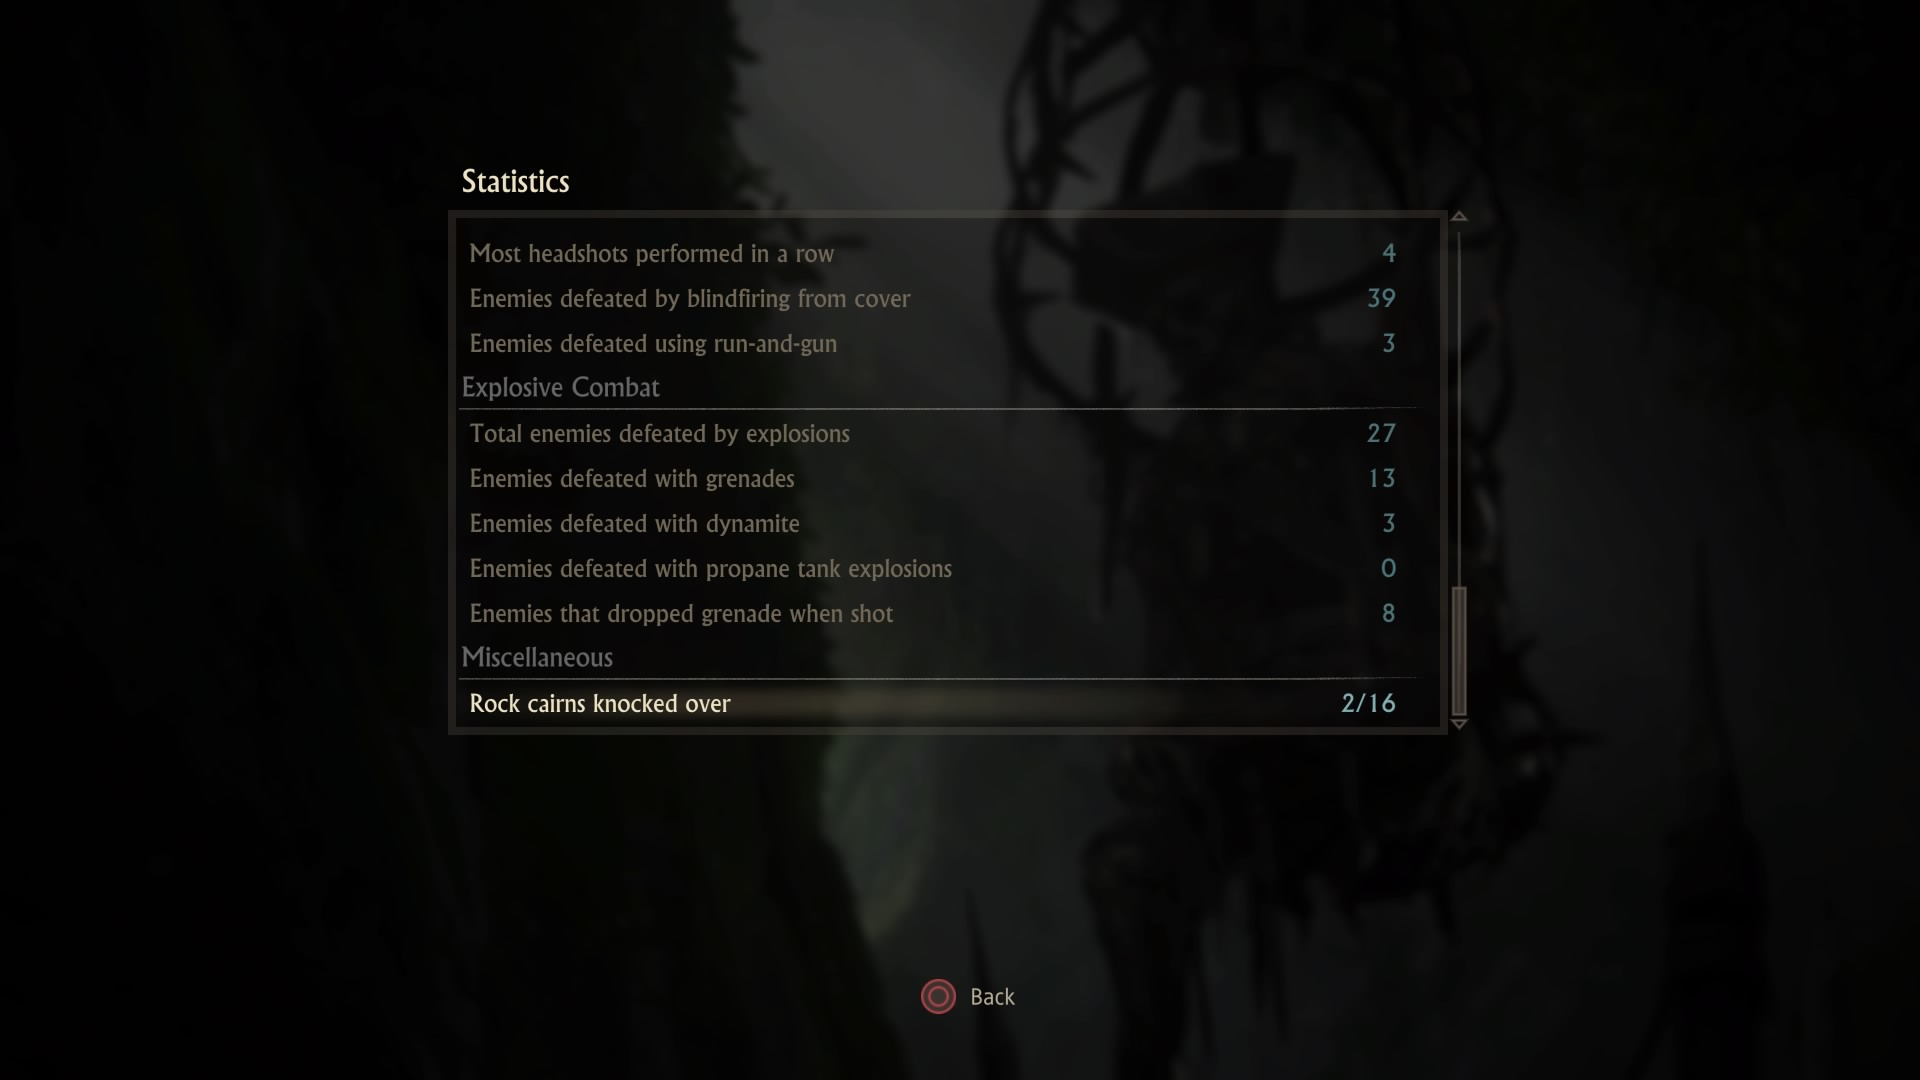 Statistics
Most headshots performed in a row 4
Enemies defeated by blindfiring from cover 39
Enemies defeated using run-and-gun 3
Explosive Combat
Total enemies defeated by explosions 27
Enemies defeated with grenades 13
Enemies defeated with dynamite 3
Enemies defeated with propane tank explosions 0
Enemies that dropped grenade when shot 8
Miscellaneous
Rock cairns knocked over 2/16
Back